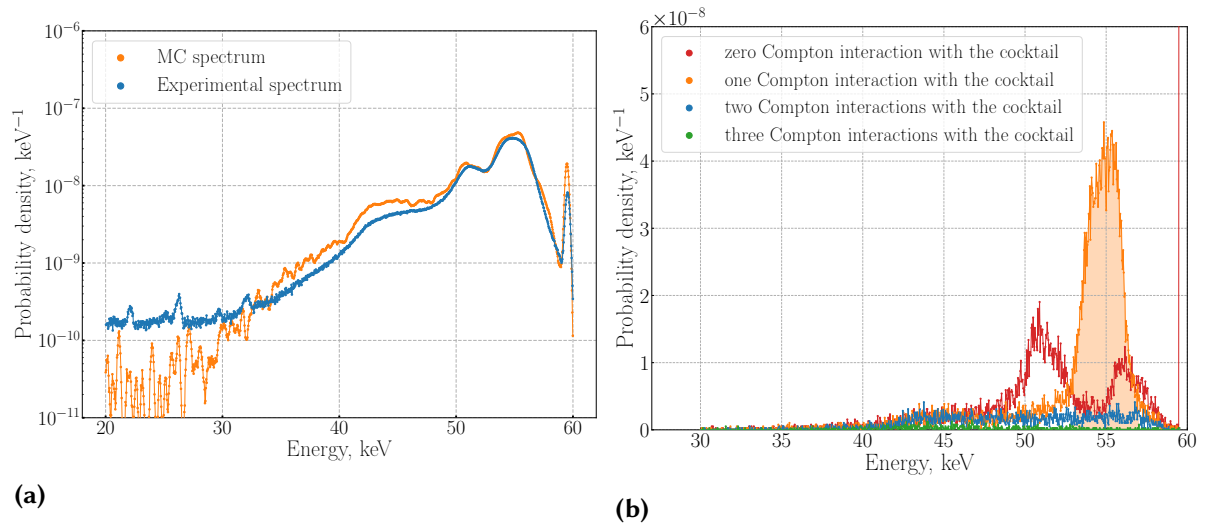 10⁻⁶
10⁻⁷
10⁻⁸
10⁻⁹
10⁻¹⁰
10⁻¹¹
Probability density, keV⁻¹
MC spectrum
Experimental spectrum
20 30 40 50 60
Energy, keV
(a)
×10⁻⁸
6
5
4
3
2
1
0
Probability density, keV⁻¹
zero Compton interaction with the cocktail
one Compton interaction with the cocktail
two Compton interactions with the cocktail
three Compton interactions with the cocktail
30 35 40 45 50 55 60
Energy, keV
(b)